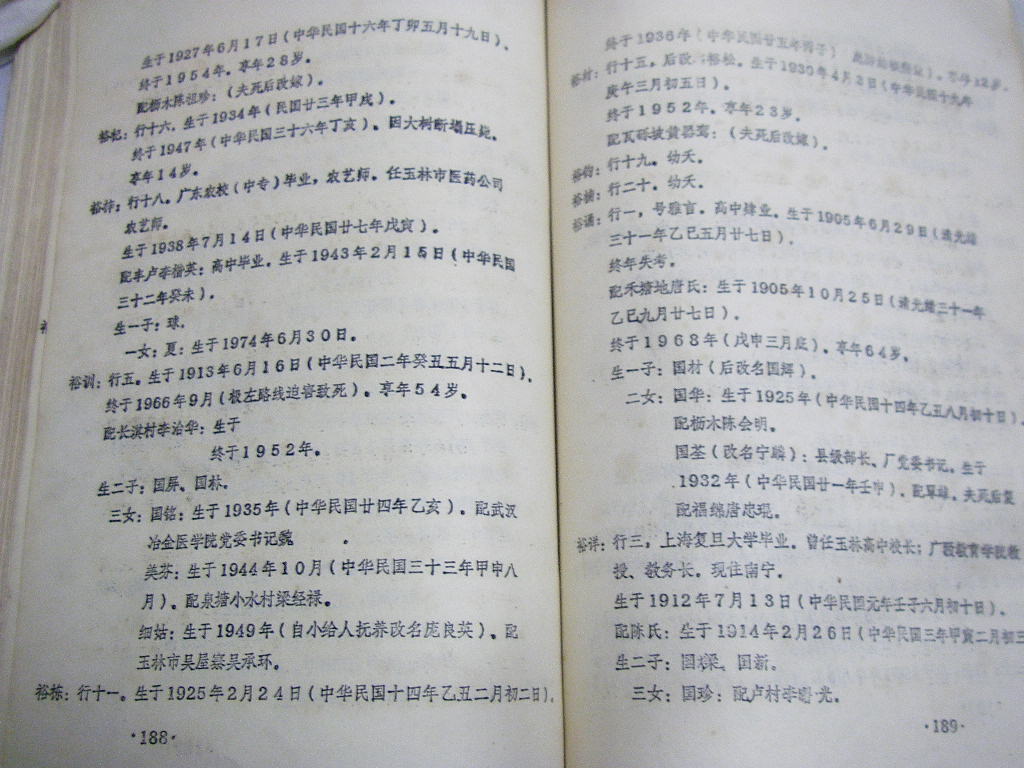 生于1927年6月17日(中华民国十六年丁卯五月十九日)。
终于1954年。享年28岁。
配栃木陈祖珍:(夫死后改嫁)。
裕杞:行十六。生于1934年(民国廿三年甲戌)。
终于1947年(中华民国三十六年丁亥)。因大树断塌压死。
享年14岁。
行十八。广东农校(中专)毕业,农艺师。任玉林市医药公司
农艺师。
生于1938年7月14日(中华民国廿七年戊寅)。
配丰卢李楷英:高中毕业。生于1943年2月15日(中华民国
三十二年癸未)。
生一子:球。
一女:夏:生于1974年6月30日。
裕训:行五。生于1913年6月16日(中华民国二年癸丑五月十二日)。
终于1966年9月(极左路线迫害致死)。享年54岁。
配长淇村李治华:生于
终于1952年。
生二子:国屏、国林。
三女:国铭:生于1935年(中华民国廿四年乙亥)。配武汉
冶金医学院党委书记魏
美芬:生于1944年10月(中华民国三十三年甲申八
月)。配泉塘小水村梁经禄。
细姑:生于1949年(自小给人抚养改名庞良英)。配
玉林市吴屋寨吴承环。
裕栋:行十一。生于1925年2月24日(中华民国十四年乙丑二月初二日)。
·188·
终于1936年(中华民国廿五年丙子) 享年12岁。
裕材:行十五。后改:裕松。生于1930年4月2日(中华民国十九年
庚午三月初五日)。
终于1952年。享年23岁。
配瓦砾坡黄翠鸾:(夫死后改嫁)。
裕钧:行十九。幼夭。
裕楠:行二十。幼夭。
裕诵:行一,号雅言。高中肄业。生于1905年6月29日(清光绪
三十一年乙巳五月廿七日)。
终年失考。
配禾塘地唐氏:生于1905年10月25日(清光绪三十一年
乙巳九月廿七日)。
终于1968年(戊申三月底)。享年64岁。
生一子:国材(后改名国辉)。
二女:国华:生于1925年(中华民国十四年乙丑八月初十日)。
配栃木陈会明。
国荃(改名宁麟):县级部长、厂党委书记。生于
1932年(中华民国廿一年壬申)。配覃雄。夫死后复
配福绵唐忠琨。
裕详:行三,上海复旦大学毕业。曾任玉林高中校长;广西教育学院教
授、教务长。现住南宁。
生于1912年7月13日(中华民国元年壬子六月初十日)。
配陈氏:生于1914年2月26日(中华民国三年甲寅二月初三
生二子:国梁、国新。
三女:国珍:配卢村李曙光。
·189·